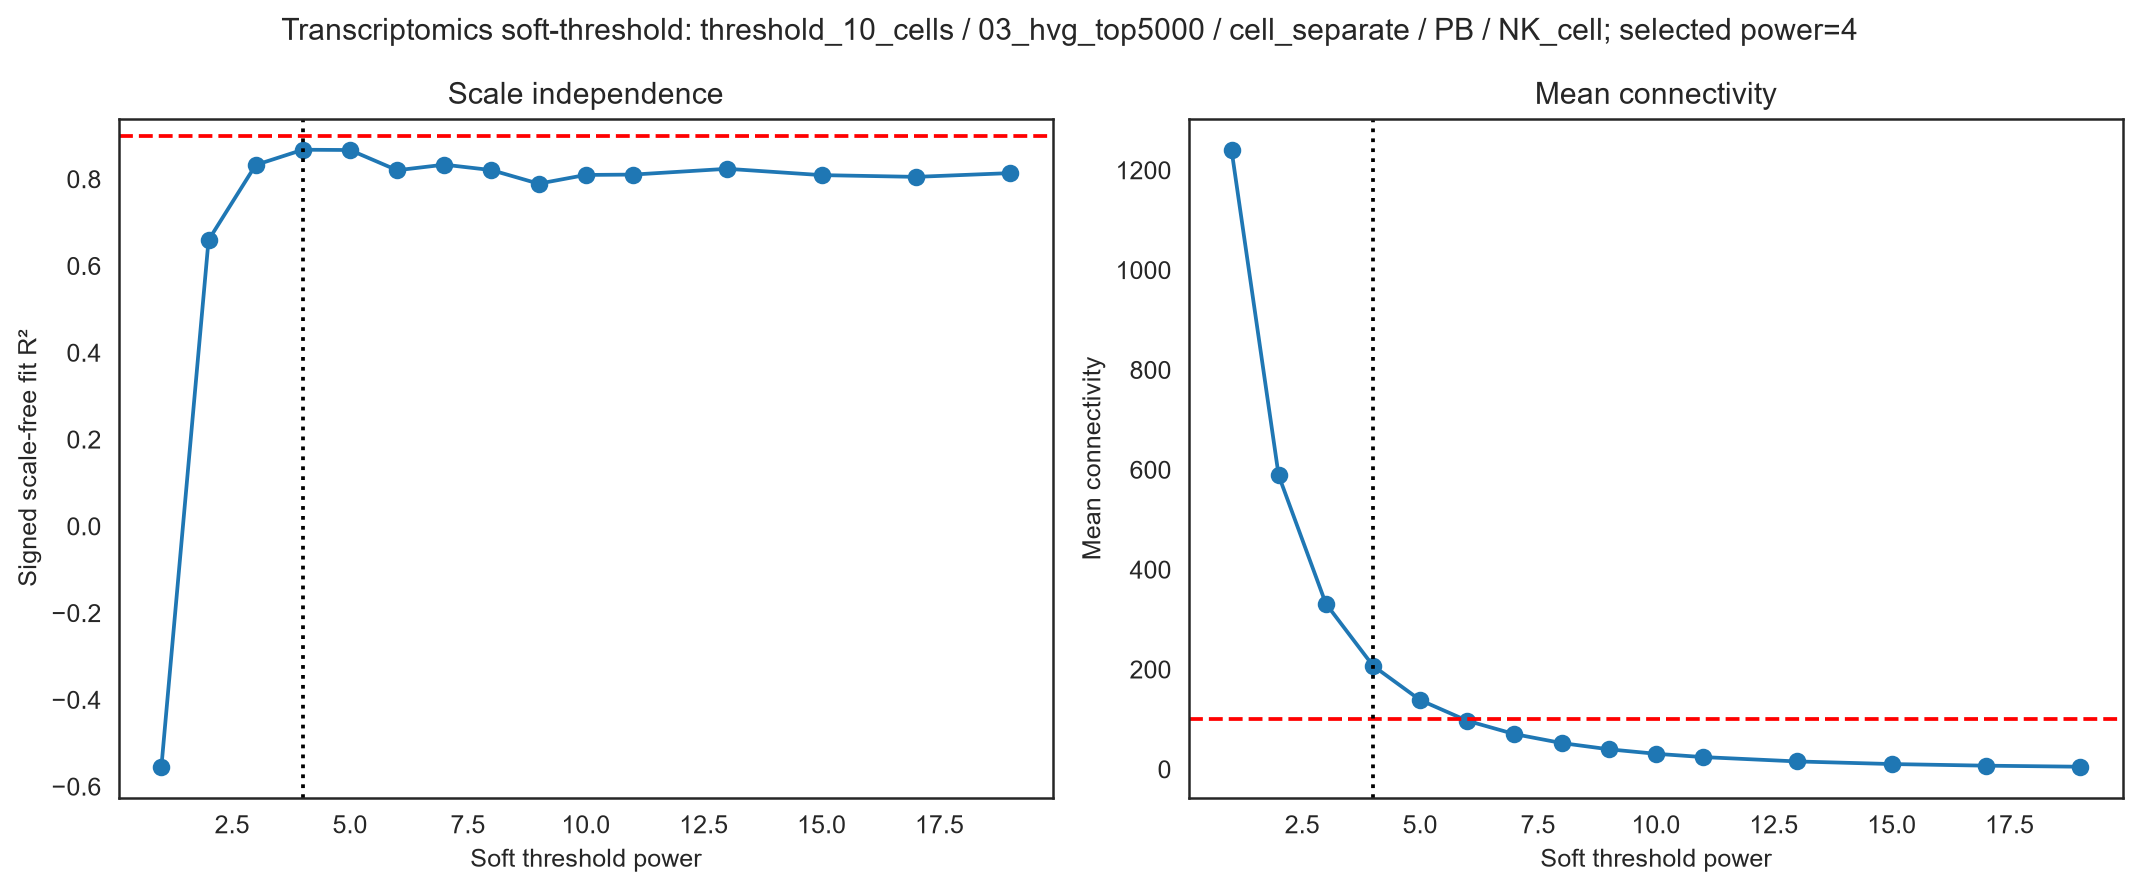 Transcriptomics soft-threshold: threshold_10_cells / 03_hvg_top5000 / cell_separate / PB / NK_cell; selected power=4
Scale independence
Signed scale-free fit R²
0.8
0.6
0.4
0.2
0.0
−0.2
−0.4
−0.6
2.5 5.0 7.5 10.0 12.5 15.0 17.5
Soft threshold power
Mean connectivity
Mean connectivity
1200
1000
800
600
400
200
0
2.5 5.0 7.5 10.0 12.5 15.0 17.5
Soft threshold power